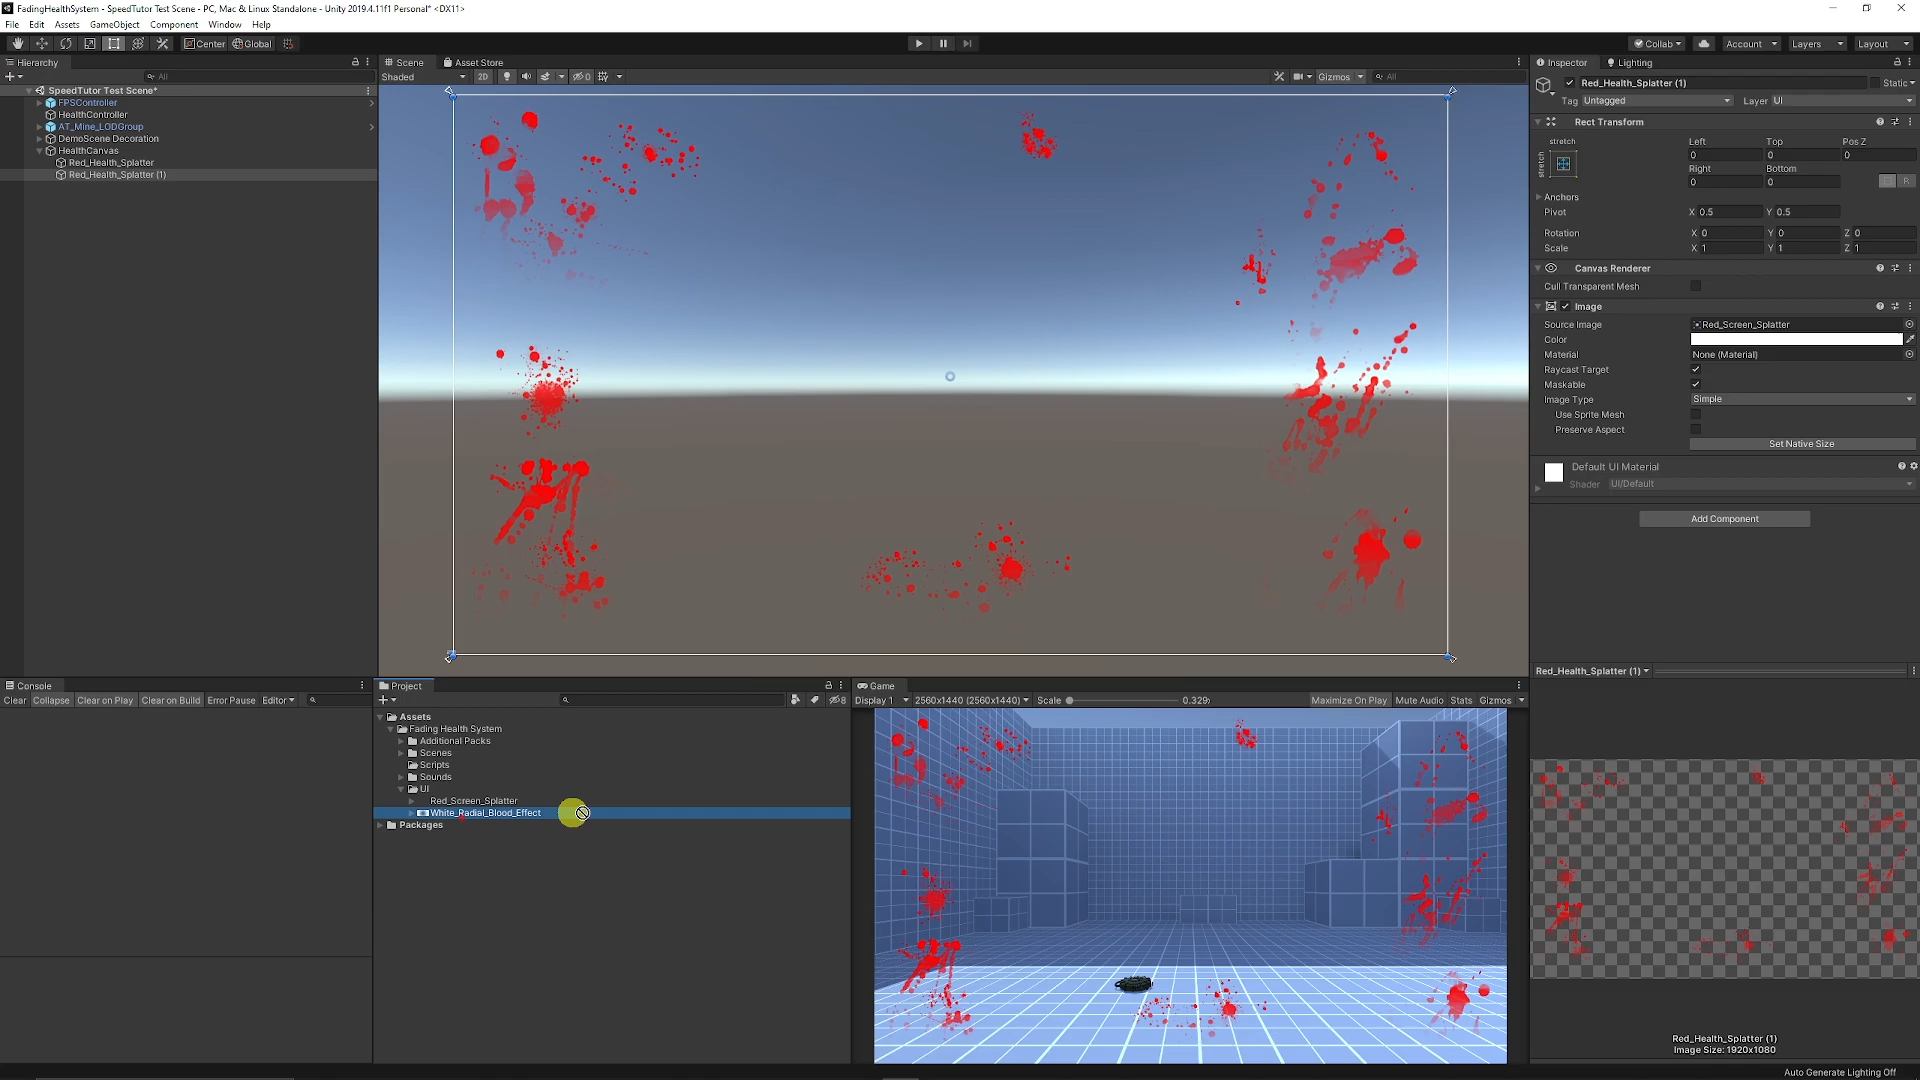 FadingHealthSystem - SpeedTutor Test Scene - PC, Mac & Linux Standalone - Unity 2019.4.11f1 Personal* <DX11>
File Edit Assets GameObject Component Window Help
Center Global Collab Account Layers Layout
Hierarchy
All
SpeedTutor Test Scene*
FPSController
HealthController
AT_Mine_LODGroup
DemoScene Decoration
HealthCanvas
Red_Health_Splatter
Red_Health_Splatter (1)
Scene Asset Store
Shaded 2D 0 Gizmos All
Inspector Lighting
Red_Health_Splatter (1) Static
Tag Untagged Layer UI
Rect Transform
stretch Left Top Pos Z
stretch 0 0 0
Right Bottom
0 0 R
Anchors
Pivot X 0.5 Y 0.5
Rotation X 0 Y 0 Z 0
Scale X 1 Y 1 Z 1
Canvas Renderer
Cull Transparent Mesh
Image
Source Image Red_Screen_Splatter
Color
Material None (Material)
Raycast Target
Maskable
Image Type Simple
Use Sprite Mesh
Preserve Aspect
Set Native Size
Default UI Material
Shader UI/Default
Add Component
Console
Clear Collapse Clear on Play Clear on Build Error Pause Editor
Project
8
Assets
Fading Health System
Additional Packs
Scenes
Scripts
Sounds
UI
Red_Screen_Splatter
White_Radial_Blood_Effect
Packages
Game
Display 1 2560x1440 (2560x1440) Scale 0.329 Maximize On Play Mute Audio Stats Gizmos
Red_Health_Splatter (1)
Red_Health_Splatter (1)
Image Size: 1920x1080
Auto Generate Lighting Off